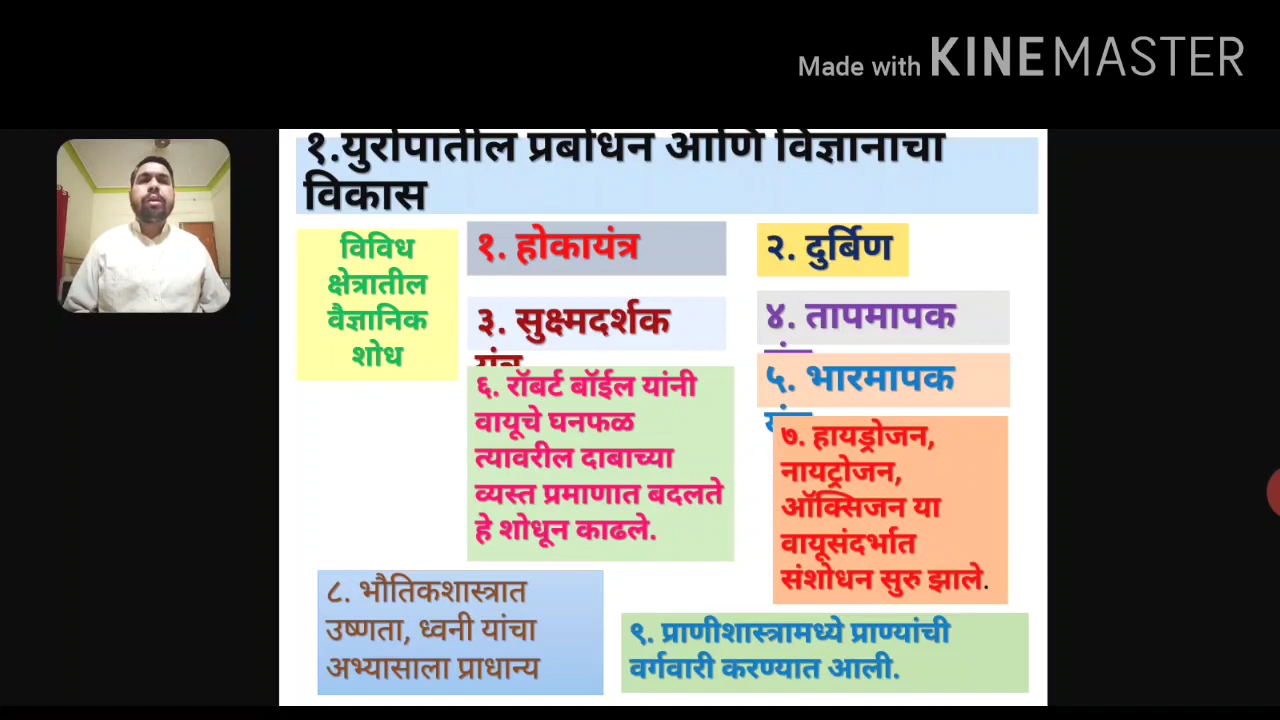 Made with KINEMASTER
१.युरोपातील प्रबोधन आणि विज्ञानाचा
विकास
विविध
क्षेत्रातील
वैज्ञानिक
शोध
१. होकायंत्र
२. दुर्बिण
३. सुक्ष्मदर्शक
यंत्र
४. तापमापक
५. भारमापक
६. रॉबर्ट बॉईल यांनी
वायूचे घनफळ
त्यावरील दाबाच्या
व्यस्त प्रमाणात बदलते
हे शोधून काढले.
७. हायड्रोजन,
नायट्रोजन,
ऑक्सिजन या
वायूसंदर्भात
संशोधन सुरु झाले.
८. भौतिकशास्त्रात
उष्णता, ध्वनी यांचा
अभ्यासाला प्राधान्य
९. प्राणीशास्त्रामध्ये प्राण्यांची
वर्गवारी करण्यात आली.